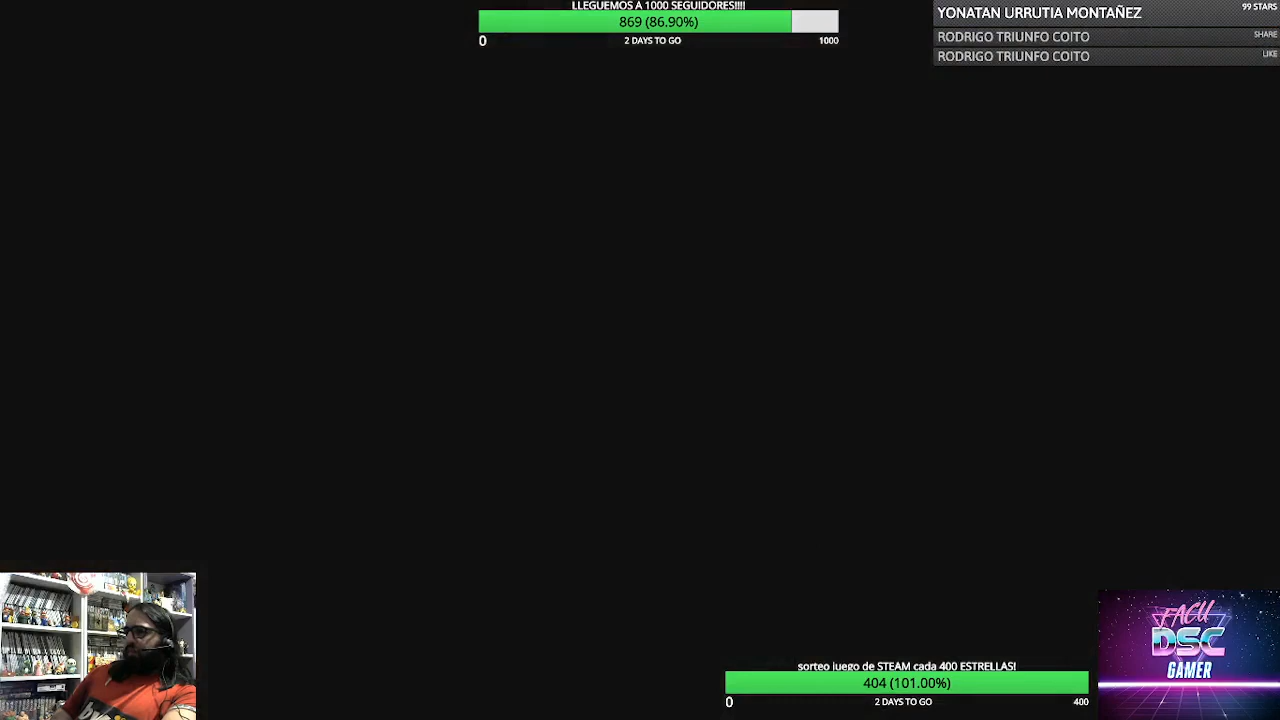 LLEGUEMOS A 1000 SEGUIDORES!!!!
869 (86.90%)
0
2 DAYS TO GO
1000
YONATAN URRUTIA MONTAÑEZ
99 STARS
RODRIGO TRIUNFO COITO
SHARE
RODRIGO TRIUNFO COITO
LIKE
sorteo juego de STEAM cada 400 ESTRELLAS!
404 (101.00%)
0
2 DAYS TO GO
400
FACU
DSC
GAMER